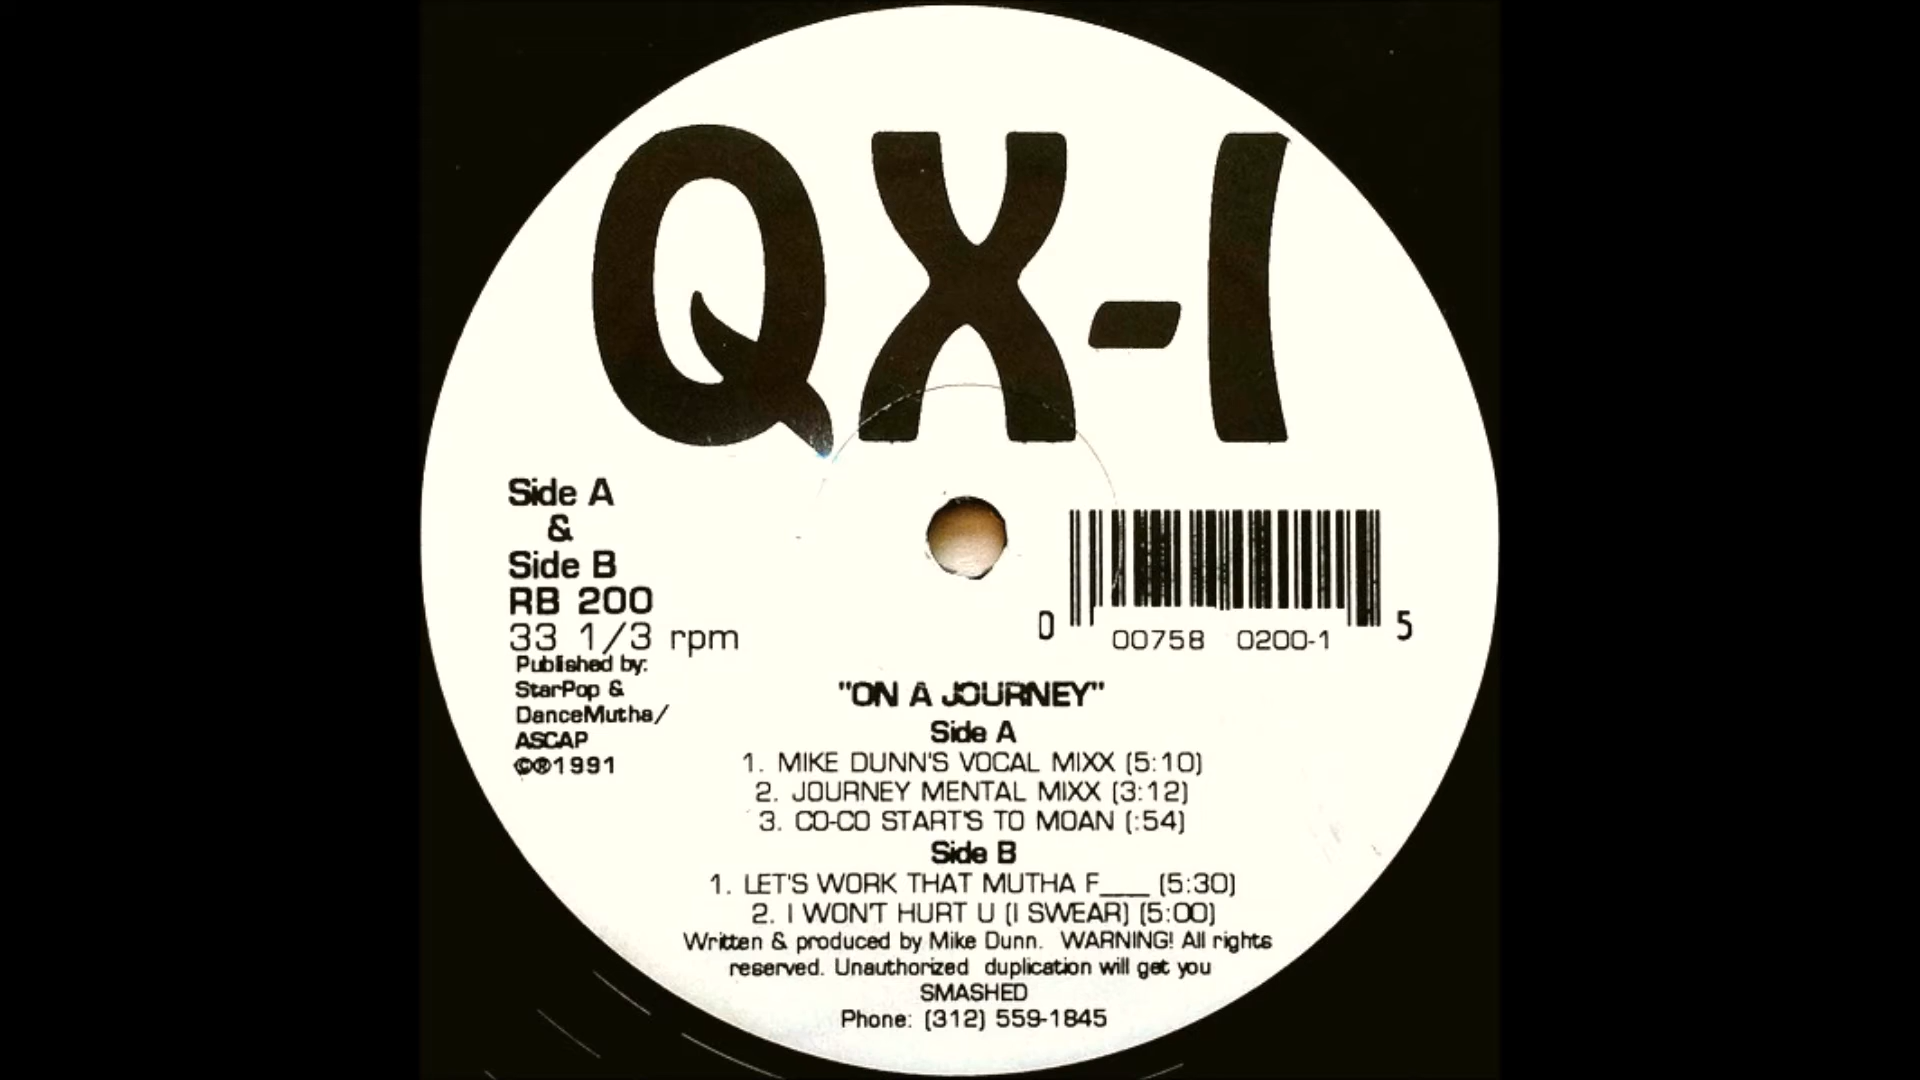 QX-1
Side A
&
Side B
RB 200
33 1/3 rpm
Published by:
StarPop &
DanceMutha/
ASCAP
©®1991
0 00758 0200-1 5
"ON A JOURNEY"
Side A
1. MIKE DUNN'S VOCAL MIXX (5:10)
2. JOURNEY MENTAL MIXX (3:12)
3. CO-CO START'S TO MOAN (:54)
Side B
1. LET'S WORK THAT MUTHA F___ (5:30)
2. I WON'T HURT U (I SWEAR) (5:00)
Written & produced by Mike Dunn. WARNING! All rights
reserved. Unauthorized duplication will get you
SMASHED
Phone: (312) 559-1845